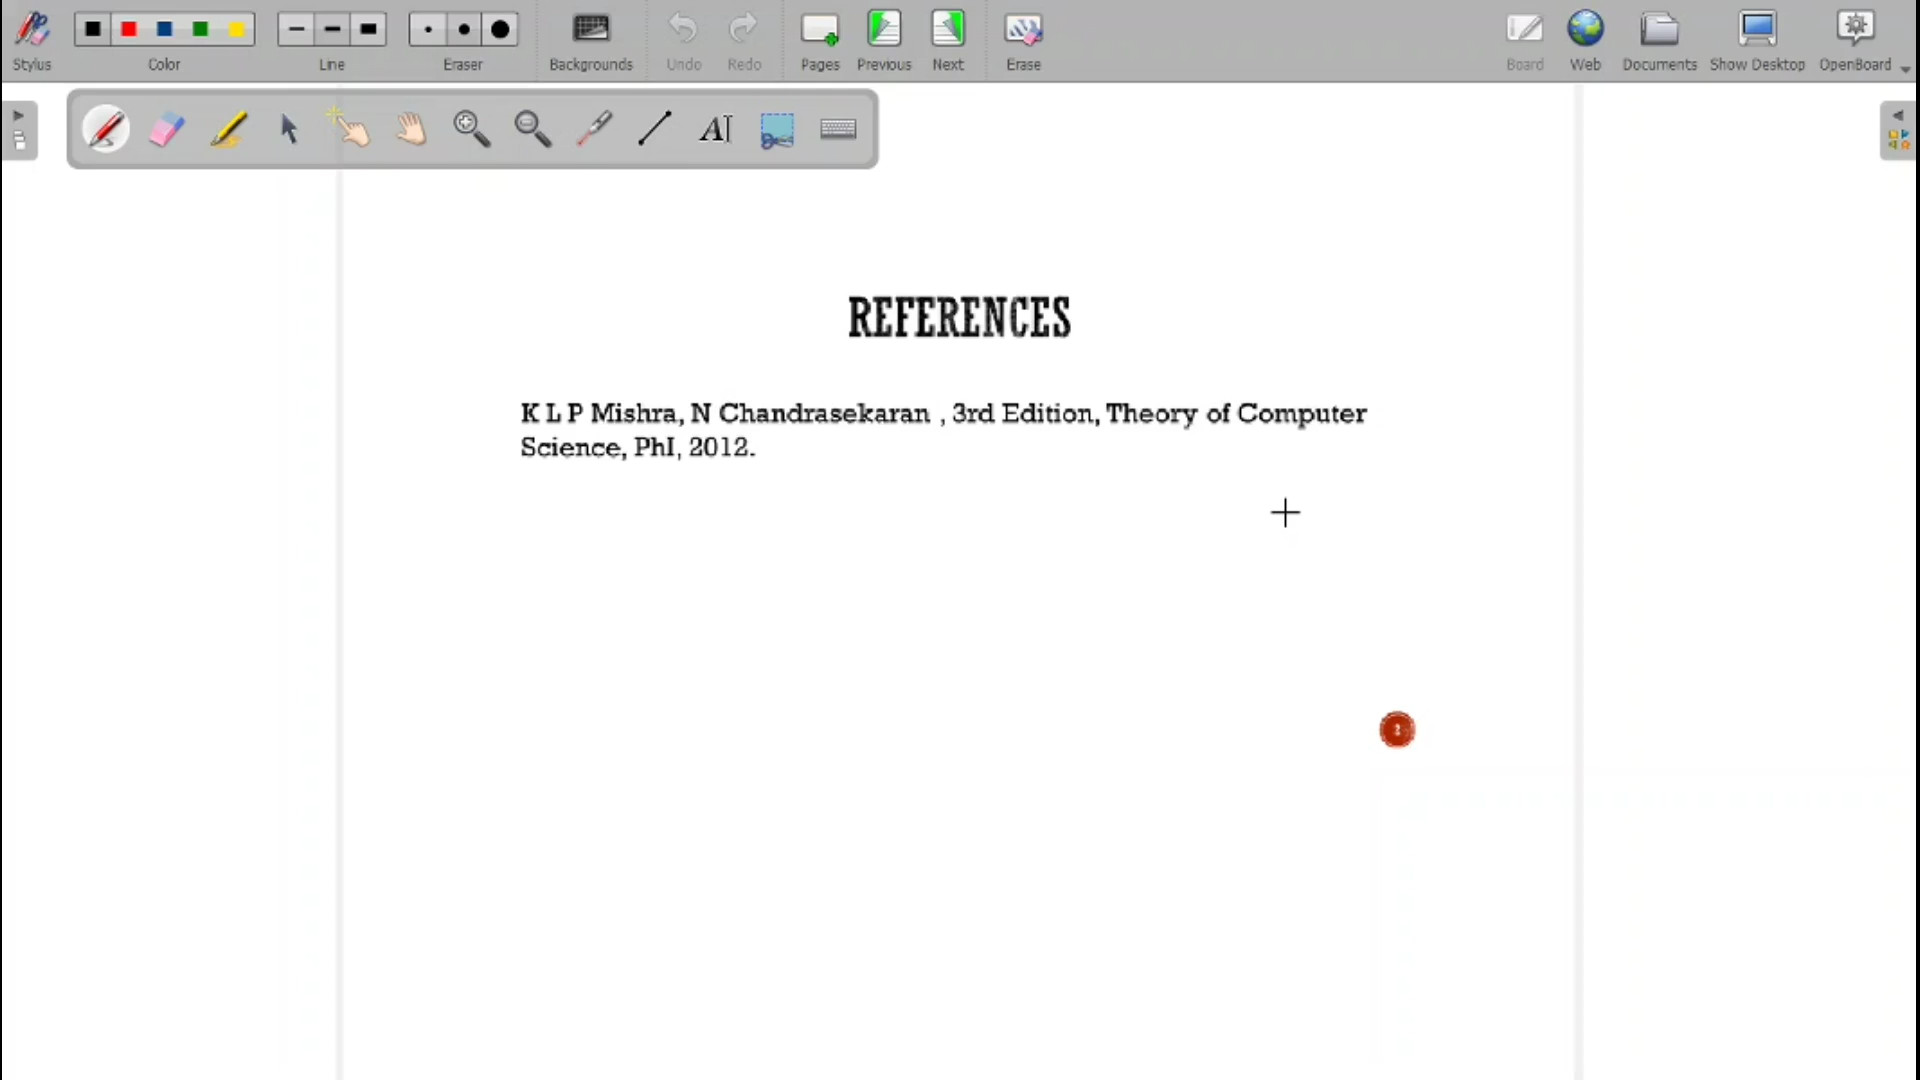 Stylus
Color
Line
Eraser
Backgrounds
Undo
Redo
Pages
Previous
Next
Erase
Board
Web
Documents
Show Desktop
OpenBoard
REFERENCES
K L P Mishra, N Chandrasekaran , 3rd Edition, Theory of Computer
Science, PhI, 2012.
2